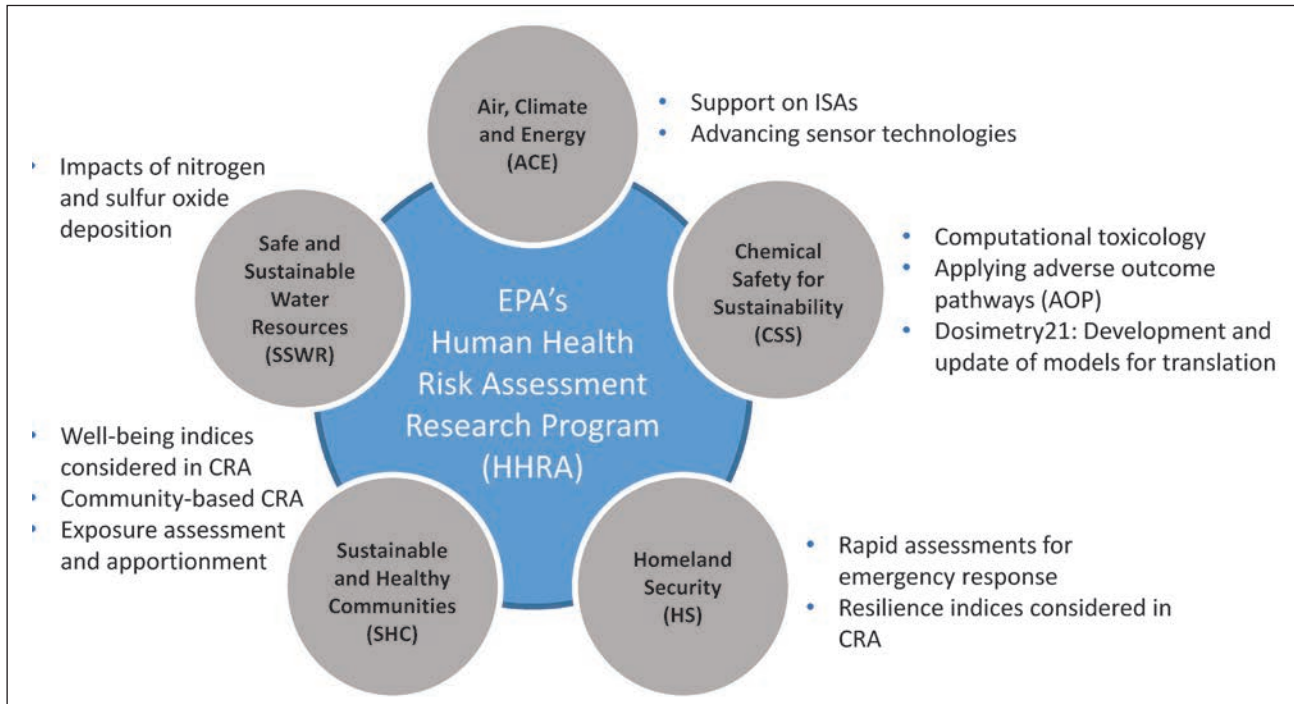 Air, Climate
and Energy
(ACE)
• Support on ISAs
• Advancing sensor technologies
• Impacts of nitrogen
and sulfur oxide
deposition
Safe and
Sustainable
Water
Resources
(SSWR)
Chemical
Safety for
Sustainability
(CSS)
• Computational toxicology
• Applying adverse outcome
pathways (AOP)
• Dosimetry21: Development and
update of models for translation
EPA's
Human Health
Risk Assessment
Research Program
(HHRA)
• Well-being indices
considered in CRA
• Community-based CRA
• Exposure assessment
and apportionment
Sustainable
and Healthy
Communities
(SHC)
Homeland
Security
(HS)
• Rapid assessments for
emergency response
• Resilience indices considered in
CRA